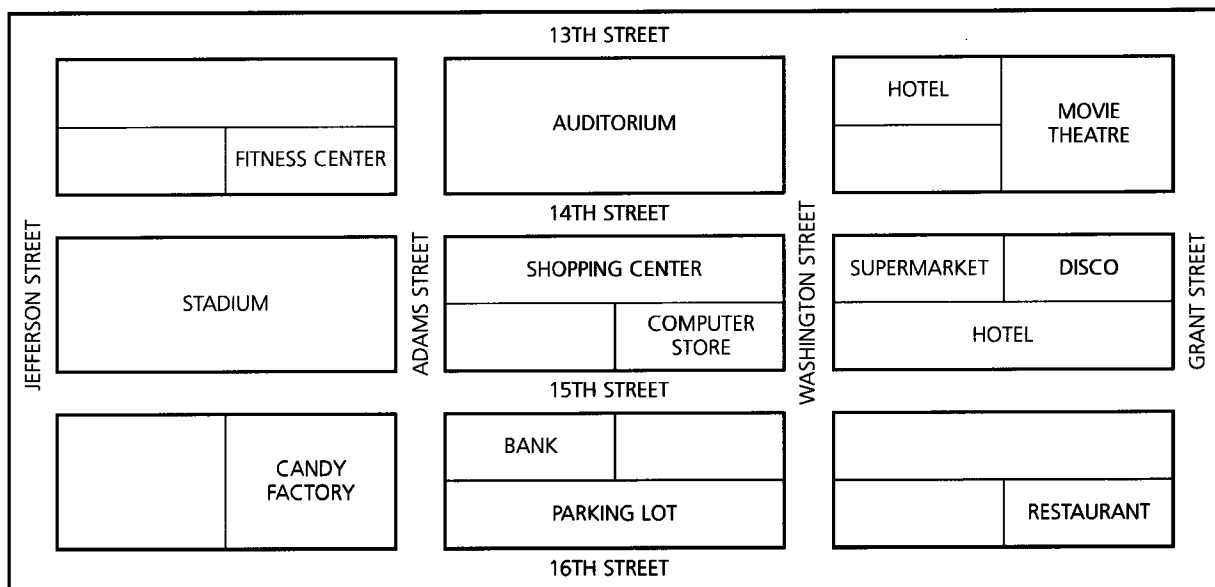 13TH STREET
HOTEL
MOVIE
THEATRE
AUDITORIUM
FITNESS CENTER
14TH STREET
JEFFERSON STREET
ADAMS STREET
WASHINGTON STREET
GRANT STREET
STADIUM
SHOPPING CENTER
COMPUTER
STORE
SUPERMARKET
DISCO
HOTEL
15TH STREET
CANDY
FACTORY
BANK
PARKING LOT
RESTAURANT
16TH STREET